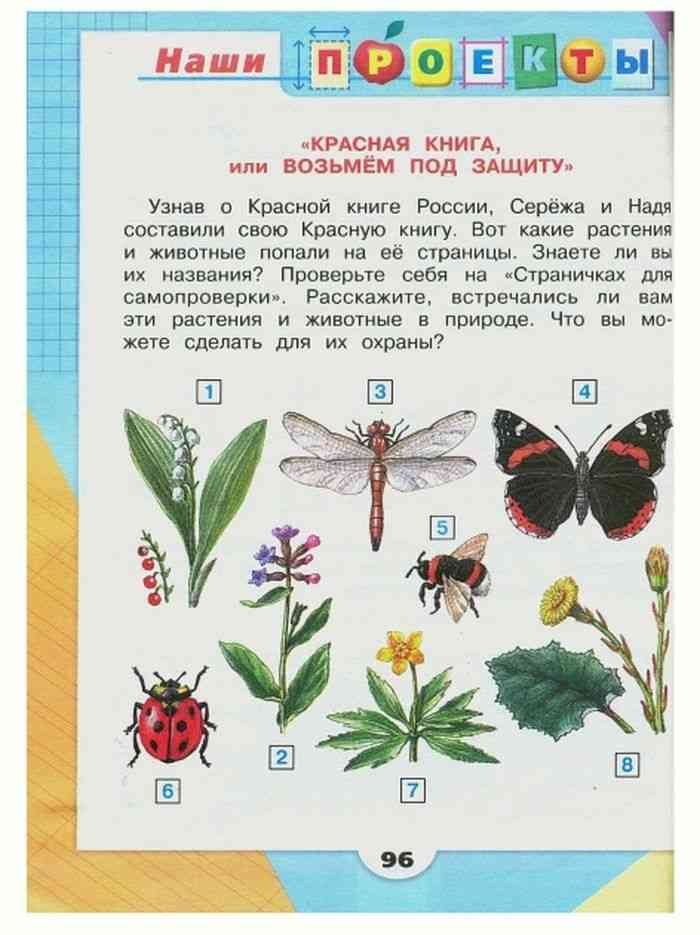 Наши ПРОЕКТЫ
«КРАСНАЯ КНИГА,
или ВОЗЬМЁМ ПОД ЗАЩИТУ»
Узнав о Красной книге России, Серёжа и Надя
составили свою Красную книгу. Вот какие растения
и животные попали на её страницы. Знаете ли вы
их названия? Проверьте себя на «Страничках для
самопроверки». Расскажите, встречались ли вам
эти растения и животные в природе. Что вы мо-
жете сделать для их охраны?
1
3
4
5
2
8
6
7
96